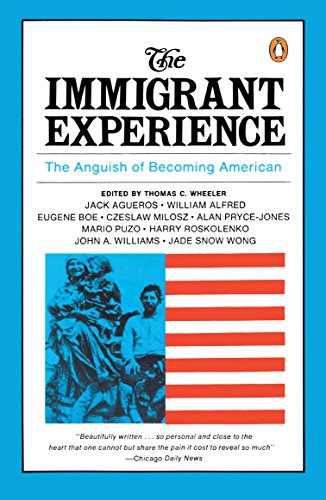 The
IMMIGRANT
EXPERIENCE
The Anguish of Becoming American
EDITED BY THOMAS C. WHEELER
JACK AGUEROS · WILLIAM ALFRED
EUGENE BOE · CZESLAW MILOSZ · ALAN PRYCE-JONES
MARIO PUZO · HARRY ROSKOLENKO
JOHN A. WILLIAMS · JADE SNOW WONG
"Beautifully written . . . so personal and close to the
heart that one cannot share the pain it cost to reveal so much"
—Chicago Daily News